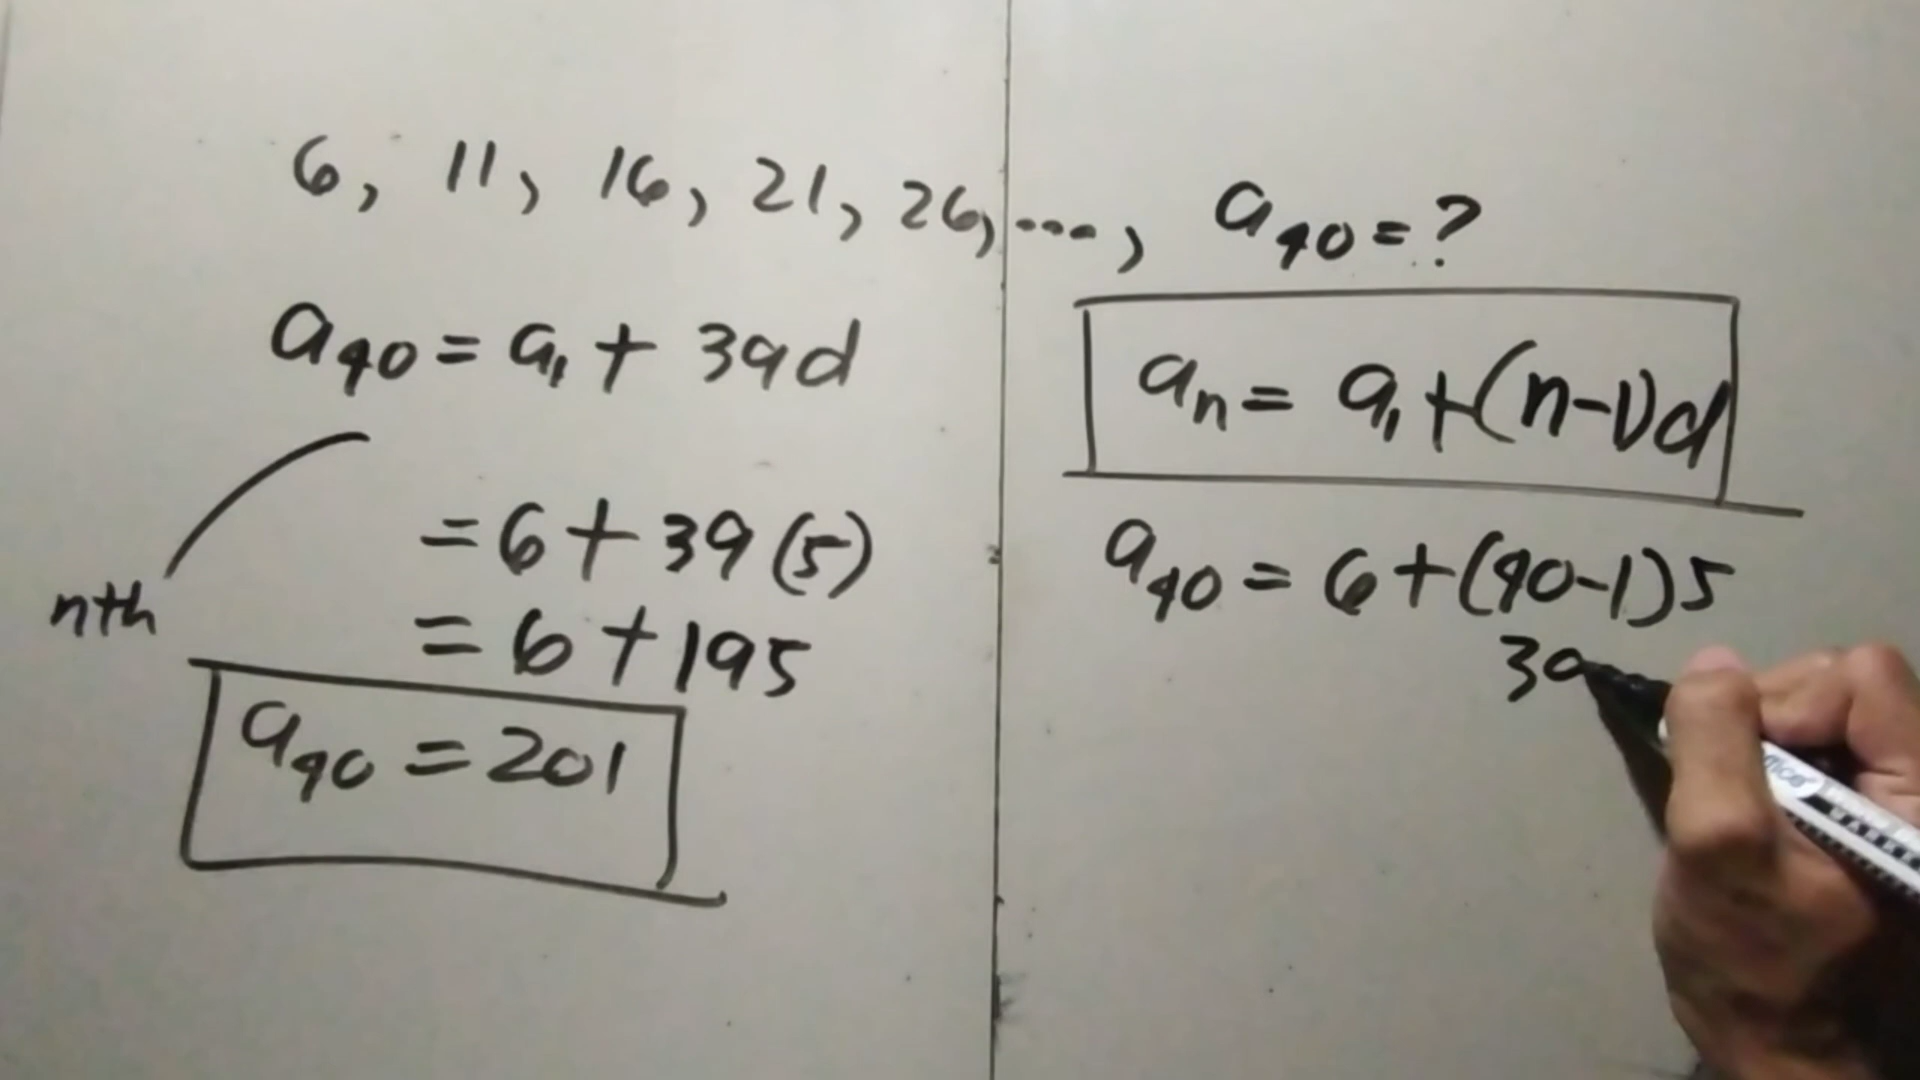 6, 11, 16, 21, 26, ..., a₄₀ = ?
a₄₀ = a₁ + 39d
nth
= 6 + 39 (5)
= 6 + 195
a₄₀ = 201
aₙ = a₁ + (n-1)d
a₄₀ = 6 + (40-1)5
39